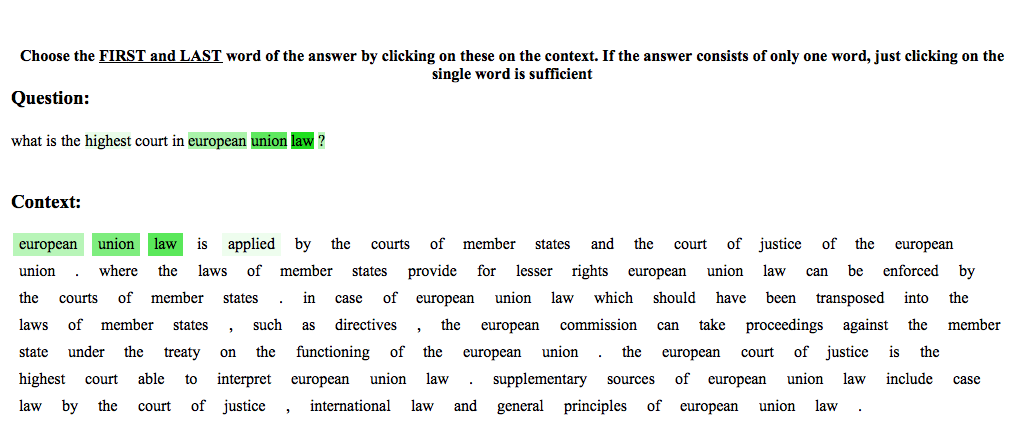 Choose the FIRST and LAST word of the answer by clicking on these on the context. If the answer consists of only one word, just clicking on the
single word is sufficient
Question:
what is the highest court in european union law ?
Context:
european union law is applied by the courts of member states and the court of justice of the european
union . where the laws of member states provide for lesser rights european union law can be enforced by
the courts of member states . in case of european union law which should have been transposed into the
laws of member states , such as directives , the european commission can take proceedings against the member
state under the treaty on the functioning of the european union . the european court of justice is the
highest court able to interpret european union law . supplementary sources of european union law include case
law by the court of justice , international law and general principles of european union law .